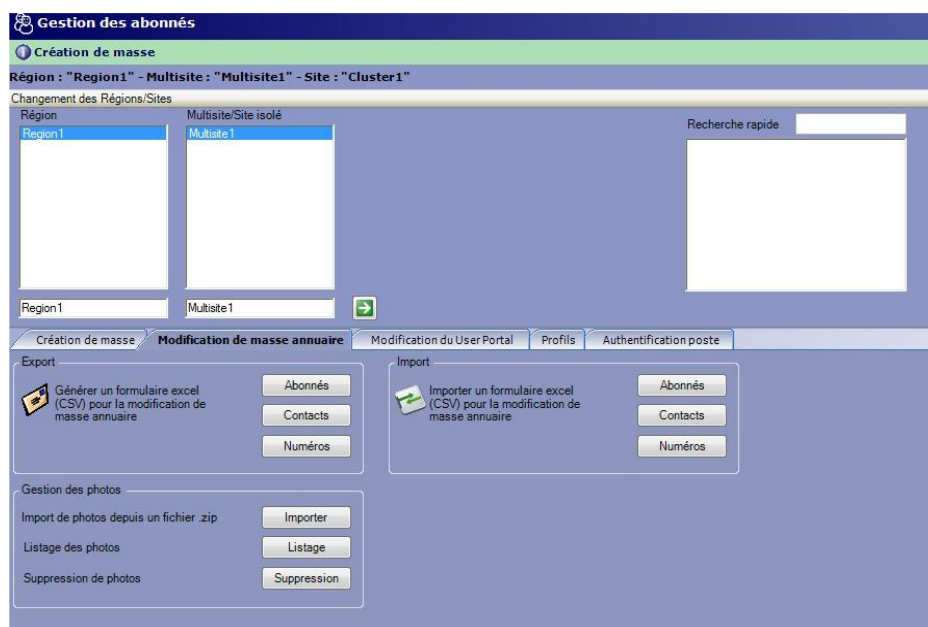 Gestion des abonnés
Création de masse
Région : "Region1" - Multisite : "Multisite1" - Site : "Cluster1"
Changement des Régions/Sites
Région
Multisite/Site isolé
Region1
Multisite1
Recherche rapide
Region1
Multisite1
Création de masse
Modification de masse annuaire
Modification du User Portal
Profils
Authentification poste
Export
Générer un formulaire excel
(CSV) pour la modification de
masse annuaire
Abonnés
Contacts
Numéros
Import
Importer un formulaire excel
(CSV) pour la modification de
masse annuaire
Abonnés
Contacts
Numéros
Gestion des photos
Import de photos depuis un fichier .zip
Importer
Listage des photos
Listage
Suppression de photos
Suppression